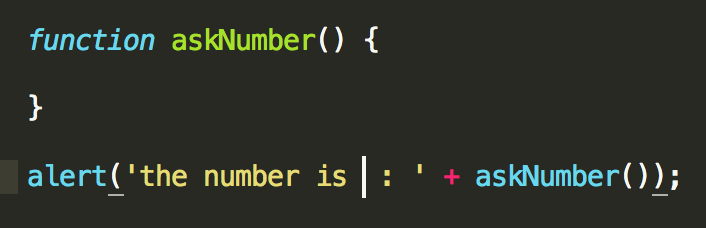 function askNumber() {
}
alert('the number is  : ' + askNumber());